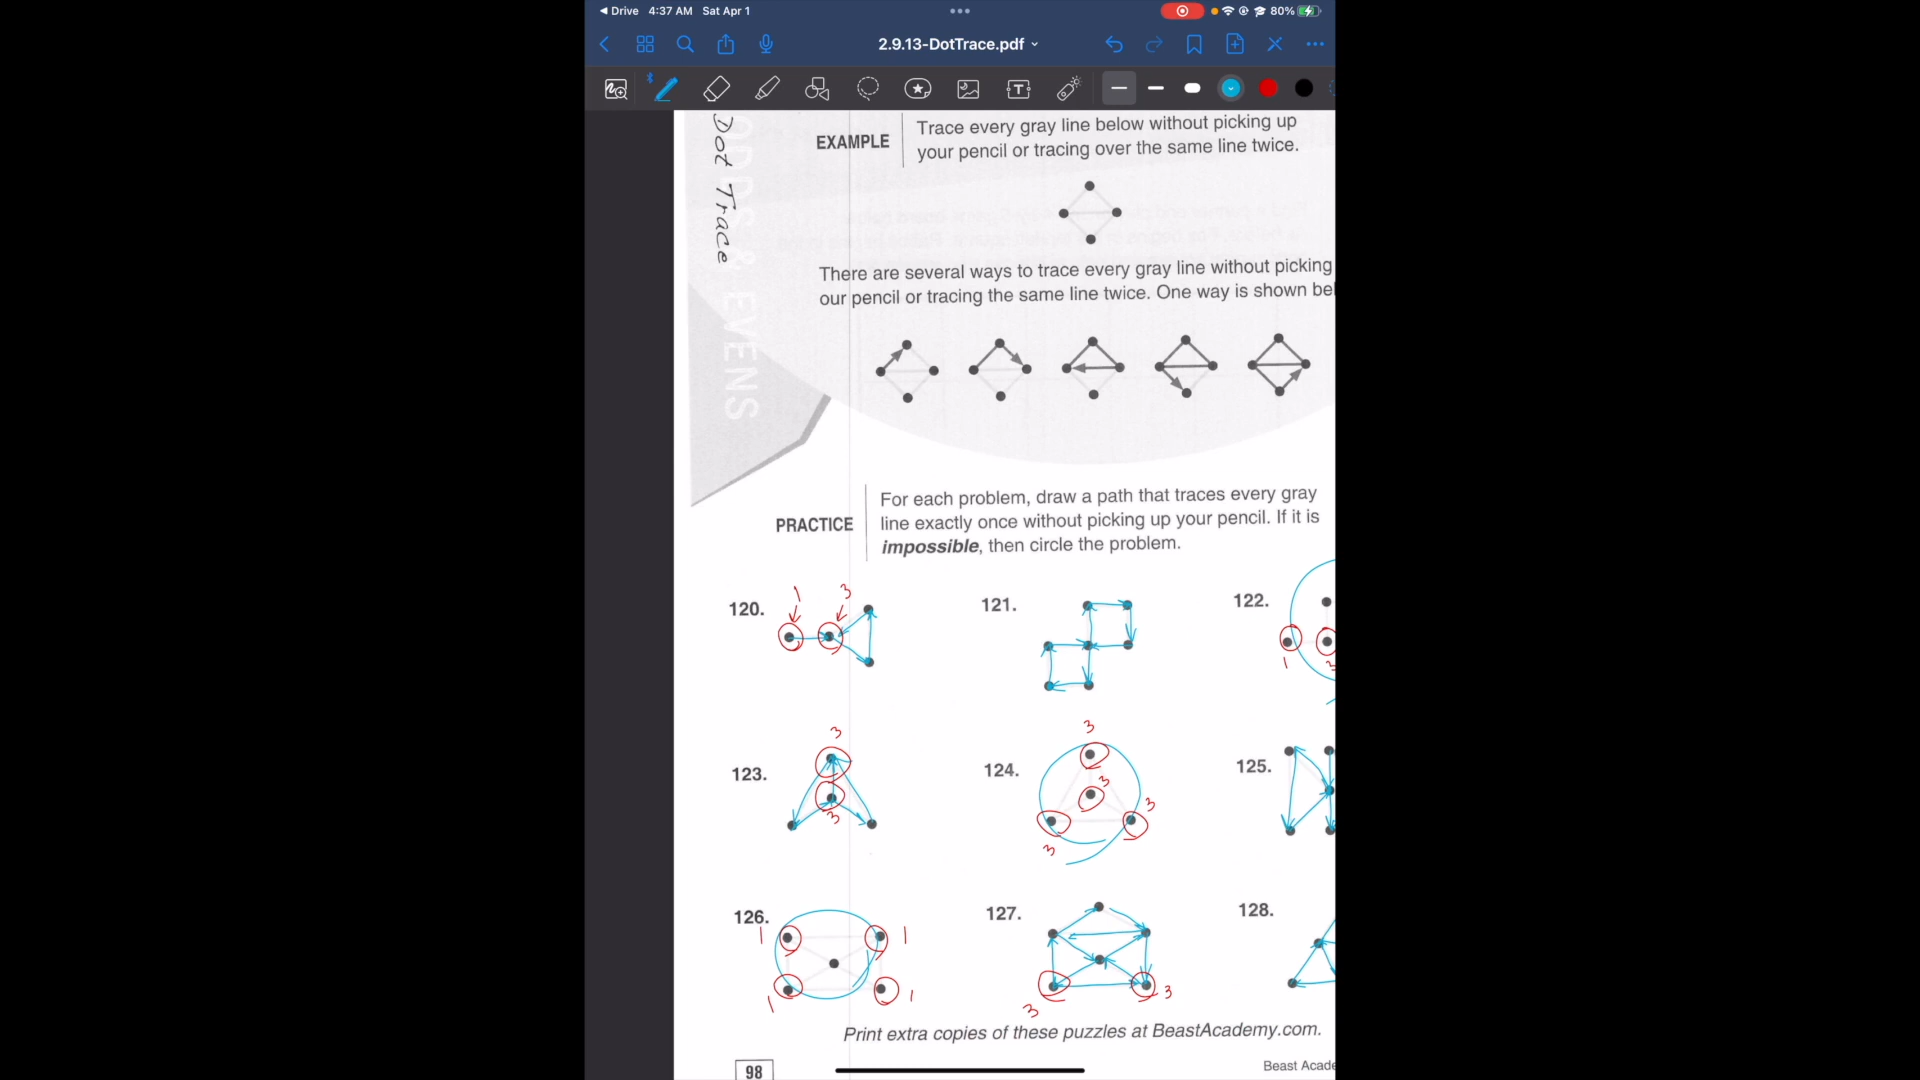 Drive 4:37 AM Sat Apr 1
80%
2.9.13-DotTrace.pdf
T
Dot Trace
ODDS & EVENS
EXAMPLE
Trace every gray line below without picking up
your pencil or tracing over the same line twice.
There are several ways to trace every gray line without picking
our pencil or tracing the same line twice. One way is shown bel
PRACTICE
For each problem, draw a path that traces every gray
line exactly once without picking up your pencil. If it is
impossible, then circle the problem.
120.
1
3
121.
122.
1
3
123.
3
3
124.
3
3
3
3
125.
126.
1
1
1
1
127.
3
3
128.
Print extra copies of these puzzles at BeastAcademy.com.
98
Beast Acade